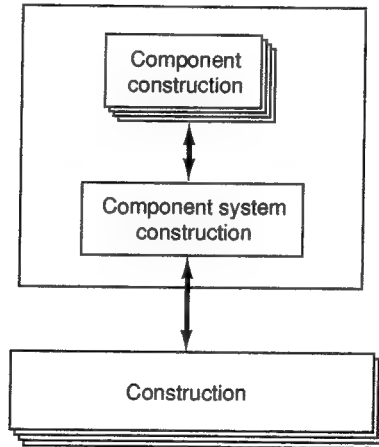 Component
construction
Component system
construction
Construction